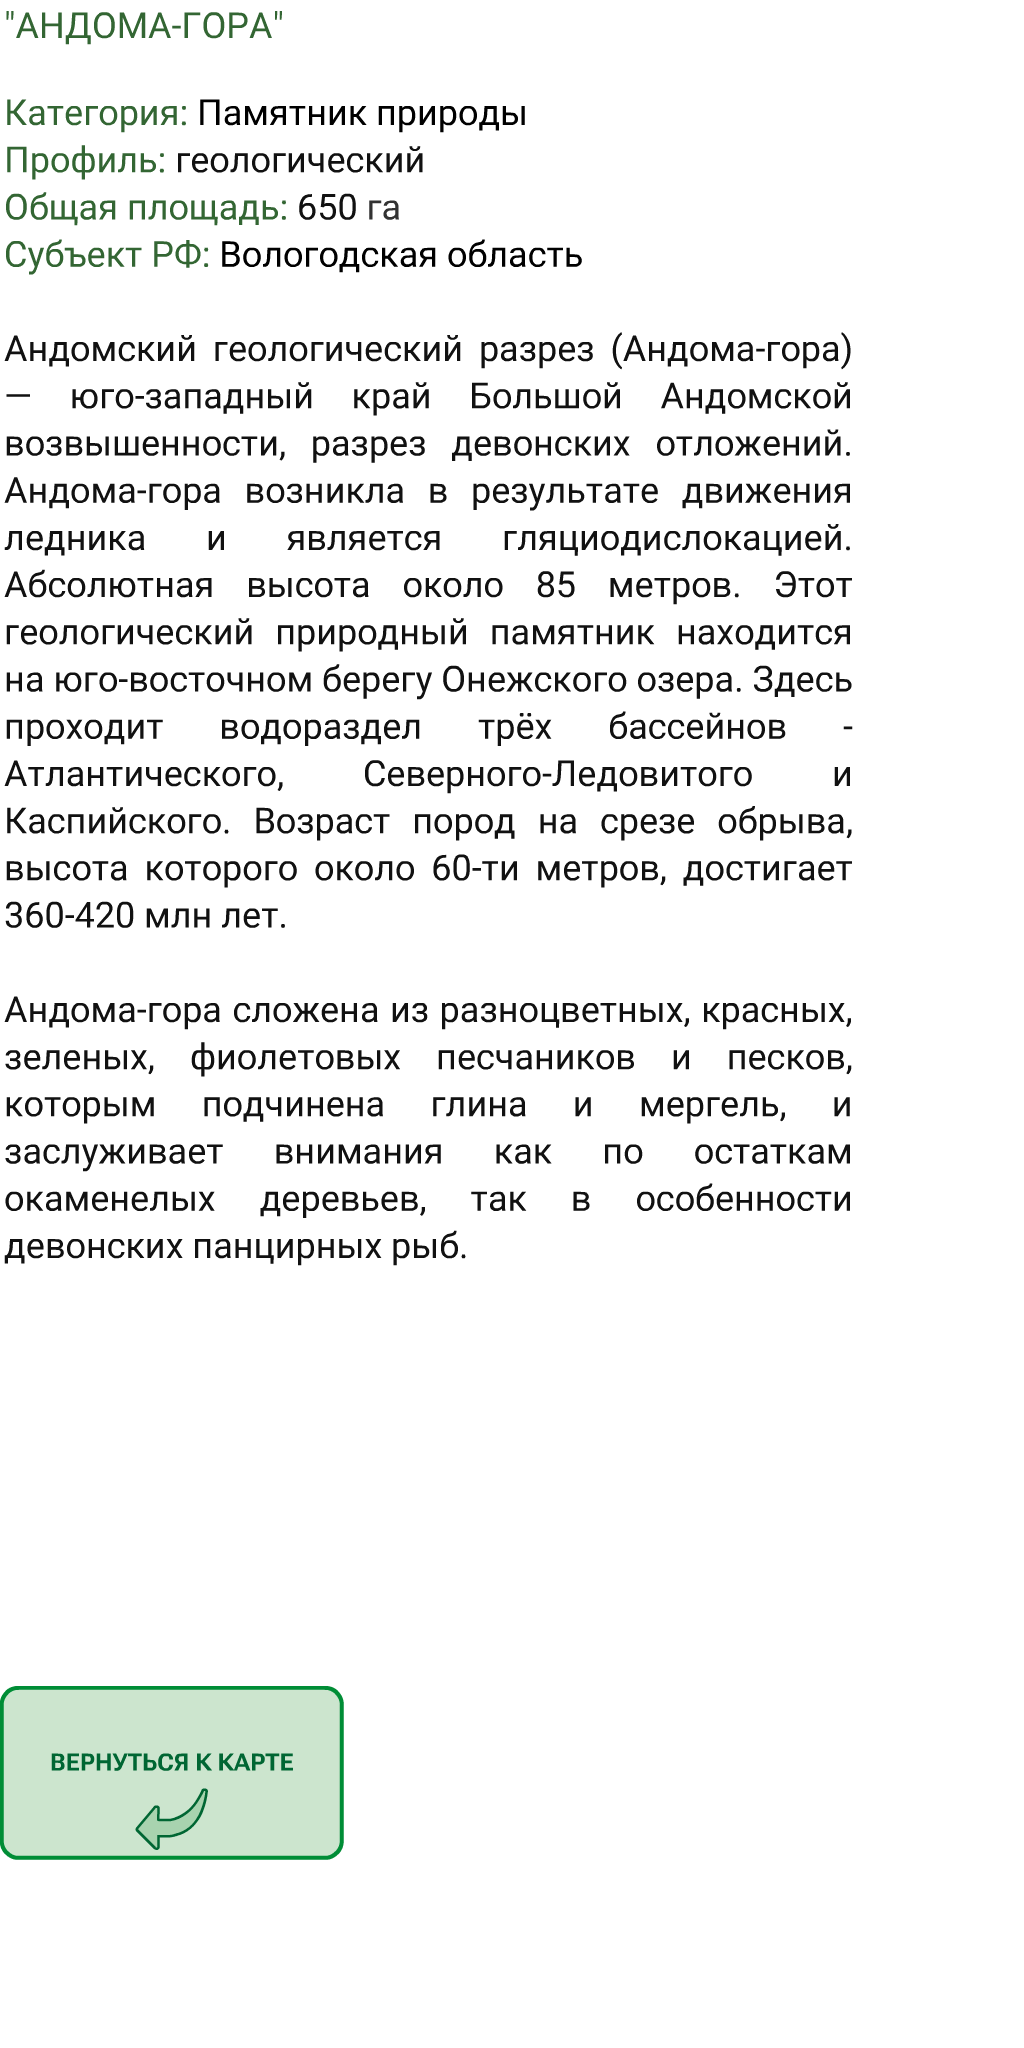 "АНДОМА-ГОРА"
Категория: Памятник природы
Профиль: геологический
Общая площадь: 650 га
Субъект РФ: Вологодская область
Андомский геологический разрез (Андома-гора)
— юго-западный край Большой Андомской
возвышенности, разрез девонских отложений.
Андома-гора возникла в результате движения
ледника и является гляциодислокацией.
Абсолютная высота около 85 метров. Этот
геологический природный памятник находится
на юго-восточном берегу Онежского озера. Здесь
проходит водораздел трёх бассейнов -
Атлантического, Северного-Ледовитого и
Каспийского. Возраст пород на срезе обрыва,
высота которого около 60-ти метров, достигает
360-420 млн лет.
Андома-гора сложена из разноцветных, красных,
зеленых, фиолетовых песчаников и песков,
которым подчинена глина и мергель, и
заслуживает внимания как по остаткам
окаменелых деревьев, так в особенности
девонских панцирных рыб.
ВЕРНУТЬСЯ К КАРТЕ